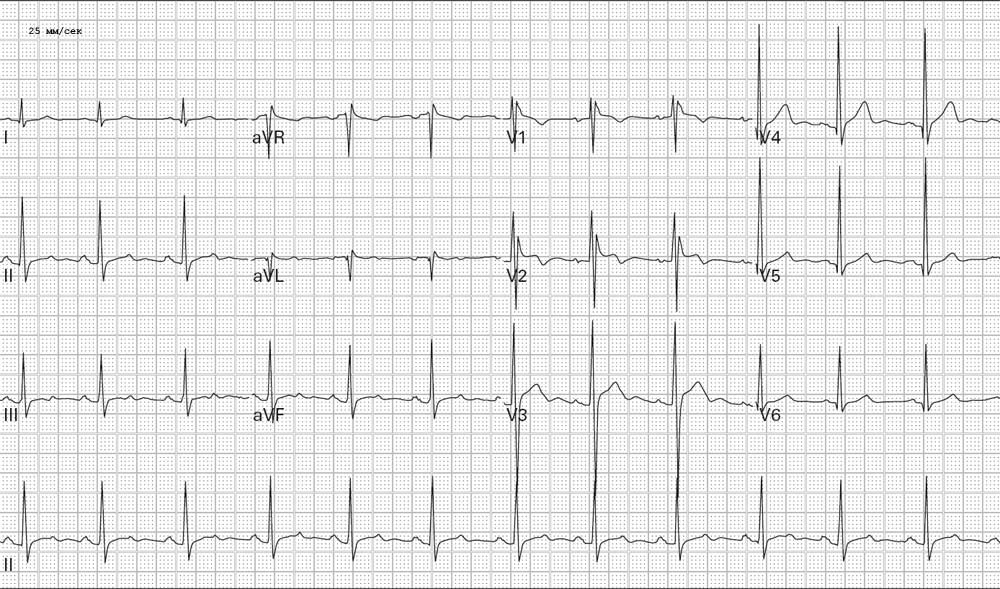 25 мм/сек
I aVR V1 V4
II aVL V2 V5
III aVF V3 V6
II